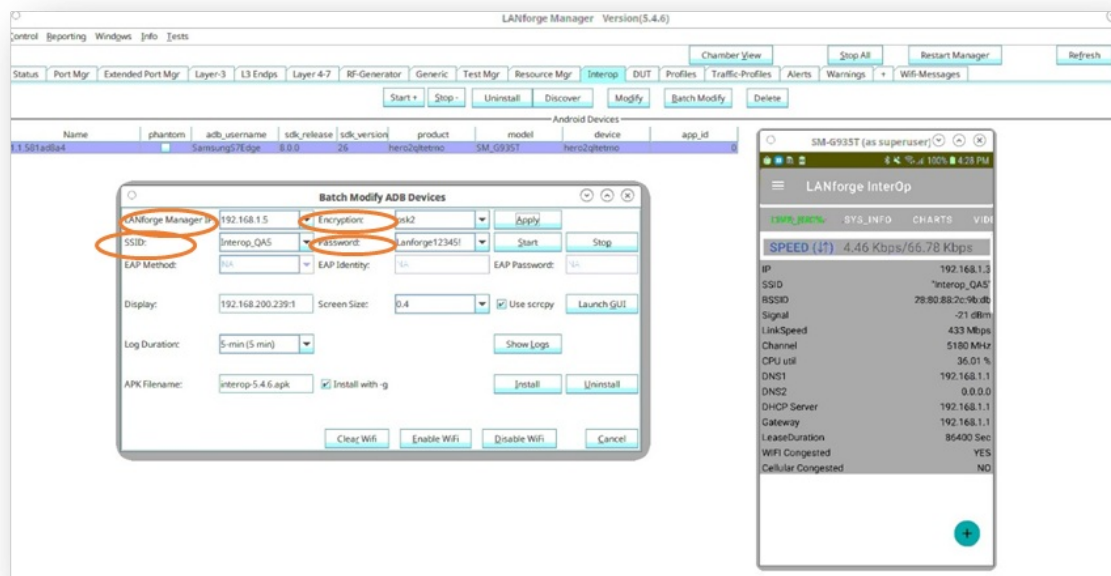 LANforge Manager Version(5.4.6)
Control Reporting Windows Info Tests
Chamber View Stop All Restart Manager Refresh
Status Port Mgr Extended Port Mgr Layer-3 L3 Endps Layer 4-7 RF-Generator Generic Test Mgr Resource Mgr Interop DUT Profiles Traffic-Profiles Alerts Warnings + Wifi-Messages
Start + Stop - Uninstall Discover Modify Batch Modify Delete
Android Devices
Name phantom adb_username sdk_release sdk_version product model device app_id
1.1.581ad8a4 SamsungS7Edge 8.0.0 26 hero2qltetmo SM_G935T hero2qltetmo 0
Batch Modify ADB Devices
LANforge Manager IP 192.168.1.5 Encryption: psk2 Apply
SSID: Interop_QA5 Password: Lanforge12345! Start Stop
EAP Method: NA EAP Identity: NA EAP Password: NA
Display: 192.168.200.239:1 Screen Size: 0.4 Use scrcpy Launch GUI
Log Duration: 5-min (5 min) Show Logs
APK Filename: interop-5.4.6.apk Install with -g Install Uninstall
Clear Wifi Enable WiFi Disable WiFi Cancel
SM-G935T (as superuser)
100% 4:28 PM
LANforge InterOp
SYS_INFO CHARTS VIDE
SPEED (↓↑) 4.46 Kbps/66.78 Kbps
IP 192.168.1.3
SSID "Interop_QA5"
BSSID 28:80:88:2c:9b:db
Signal -21 dBm
LinkSpeed 433 Mbps
Channel 5180 MHz
CPU util 36.01 %
DNS1 192.168.1.1
DNS2 0.0.0.0
DHCP Server 192.168.1.1
Gateway 192.168.1.1
LeaseDuration 86400 Sec
WIFI Congested YES
Cellular Congested NO
+